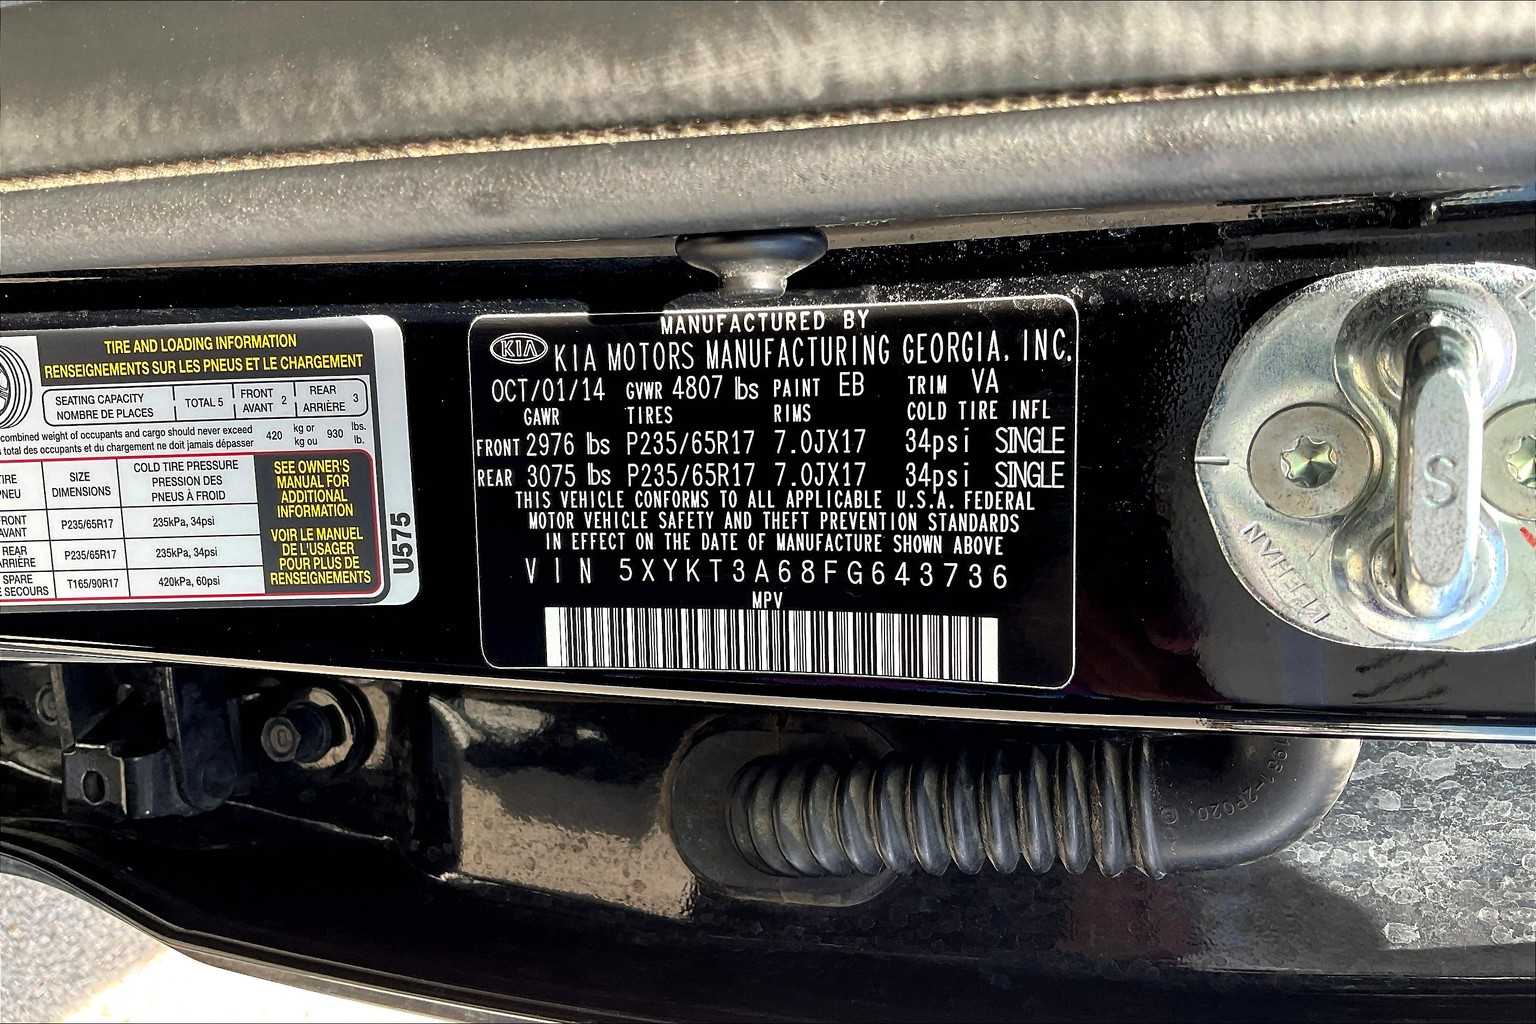 TIRE AND LOADING INFORMATION
RENSEIGNEMENTS SUR LES PNEUS ET LE CHARGEMENT
SEATING CAPACITY
NOMBRE DE PLACES
TOTAL 5
FRONT
AVANT 2
REAR
ARRIÈRE 3
combined weight of occupants and cargo should never exceed 420 kg or 930 lbs.
total des occupants et du chargement ne doit jamais dépasser kg ou lb.
SIZE
DIMENSIONS
COLD TIRE PRESSURE
PRESSION DES
PNEUS À FROID
P235/65R17 235kPa, 34psi
REAR
P235/65R17 235kPa, 34psi
SPARE
SECOURS
T165/90R17 420kPa, 60psi
SEE OWNER'S
MANUAL FOR
ADDITIONAL
INFORMATION
VOIR LE MANUEL
DE L'USAGER
POUR PLUS DE
RENSEIGNEMENTS
U575
MANUFACTURED BY
KIA KIA MOTORS MANUFACTURING GEORGIA, INC.
OCT/01/14 GVWR 4807 lbs PAINT EB TRIM VA
GAWR TIRES RIMS COLD TIRE INFL
FRONT 2976 lbs P235/65R17 7.0JX17 34psi SINGLE
REAR 3075 lbs P235/65R17 7.0JX17 34psi SINGLE
THIS VEHICLE CONFORMS TO ALL APPLICABLE U.S.A. FEDERAL
MOTOR VEHICLE SAFETY AND THEFT PREVENTION STANDARDS
IN EFFECT ON THE DATE OF MANUFACTURE SHOWN ABOVE
VIN 5XYKT3A68FG643736
MPV
S